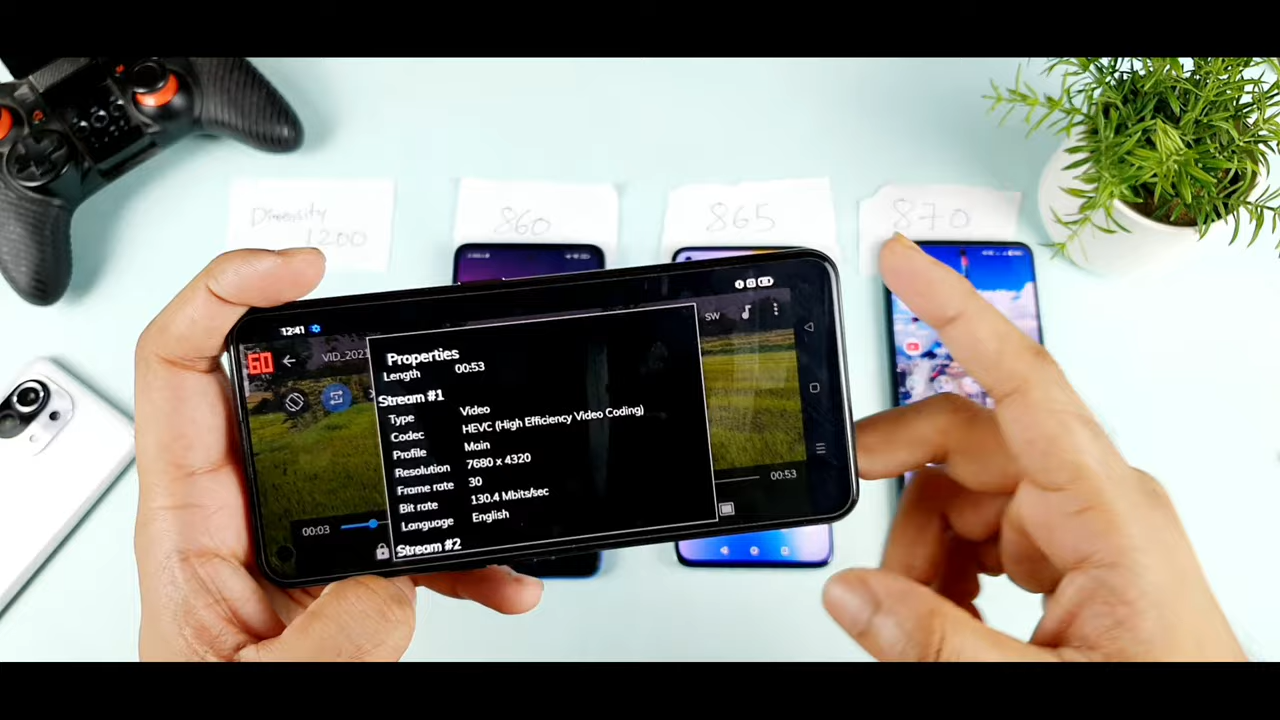 Dimensity
1200
860
865
870
12:41
60
VID_2021
SW
Properties
Length 00:53
Stream #1
Type Video
Codec HEVC (High Efficiency Video Coding)
Profile Main
Resolution 7680 x 4320
Frame rate 30
Bit rate 130.4 Mbits/sec
Language English
Stream #2
00:03
00:53